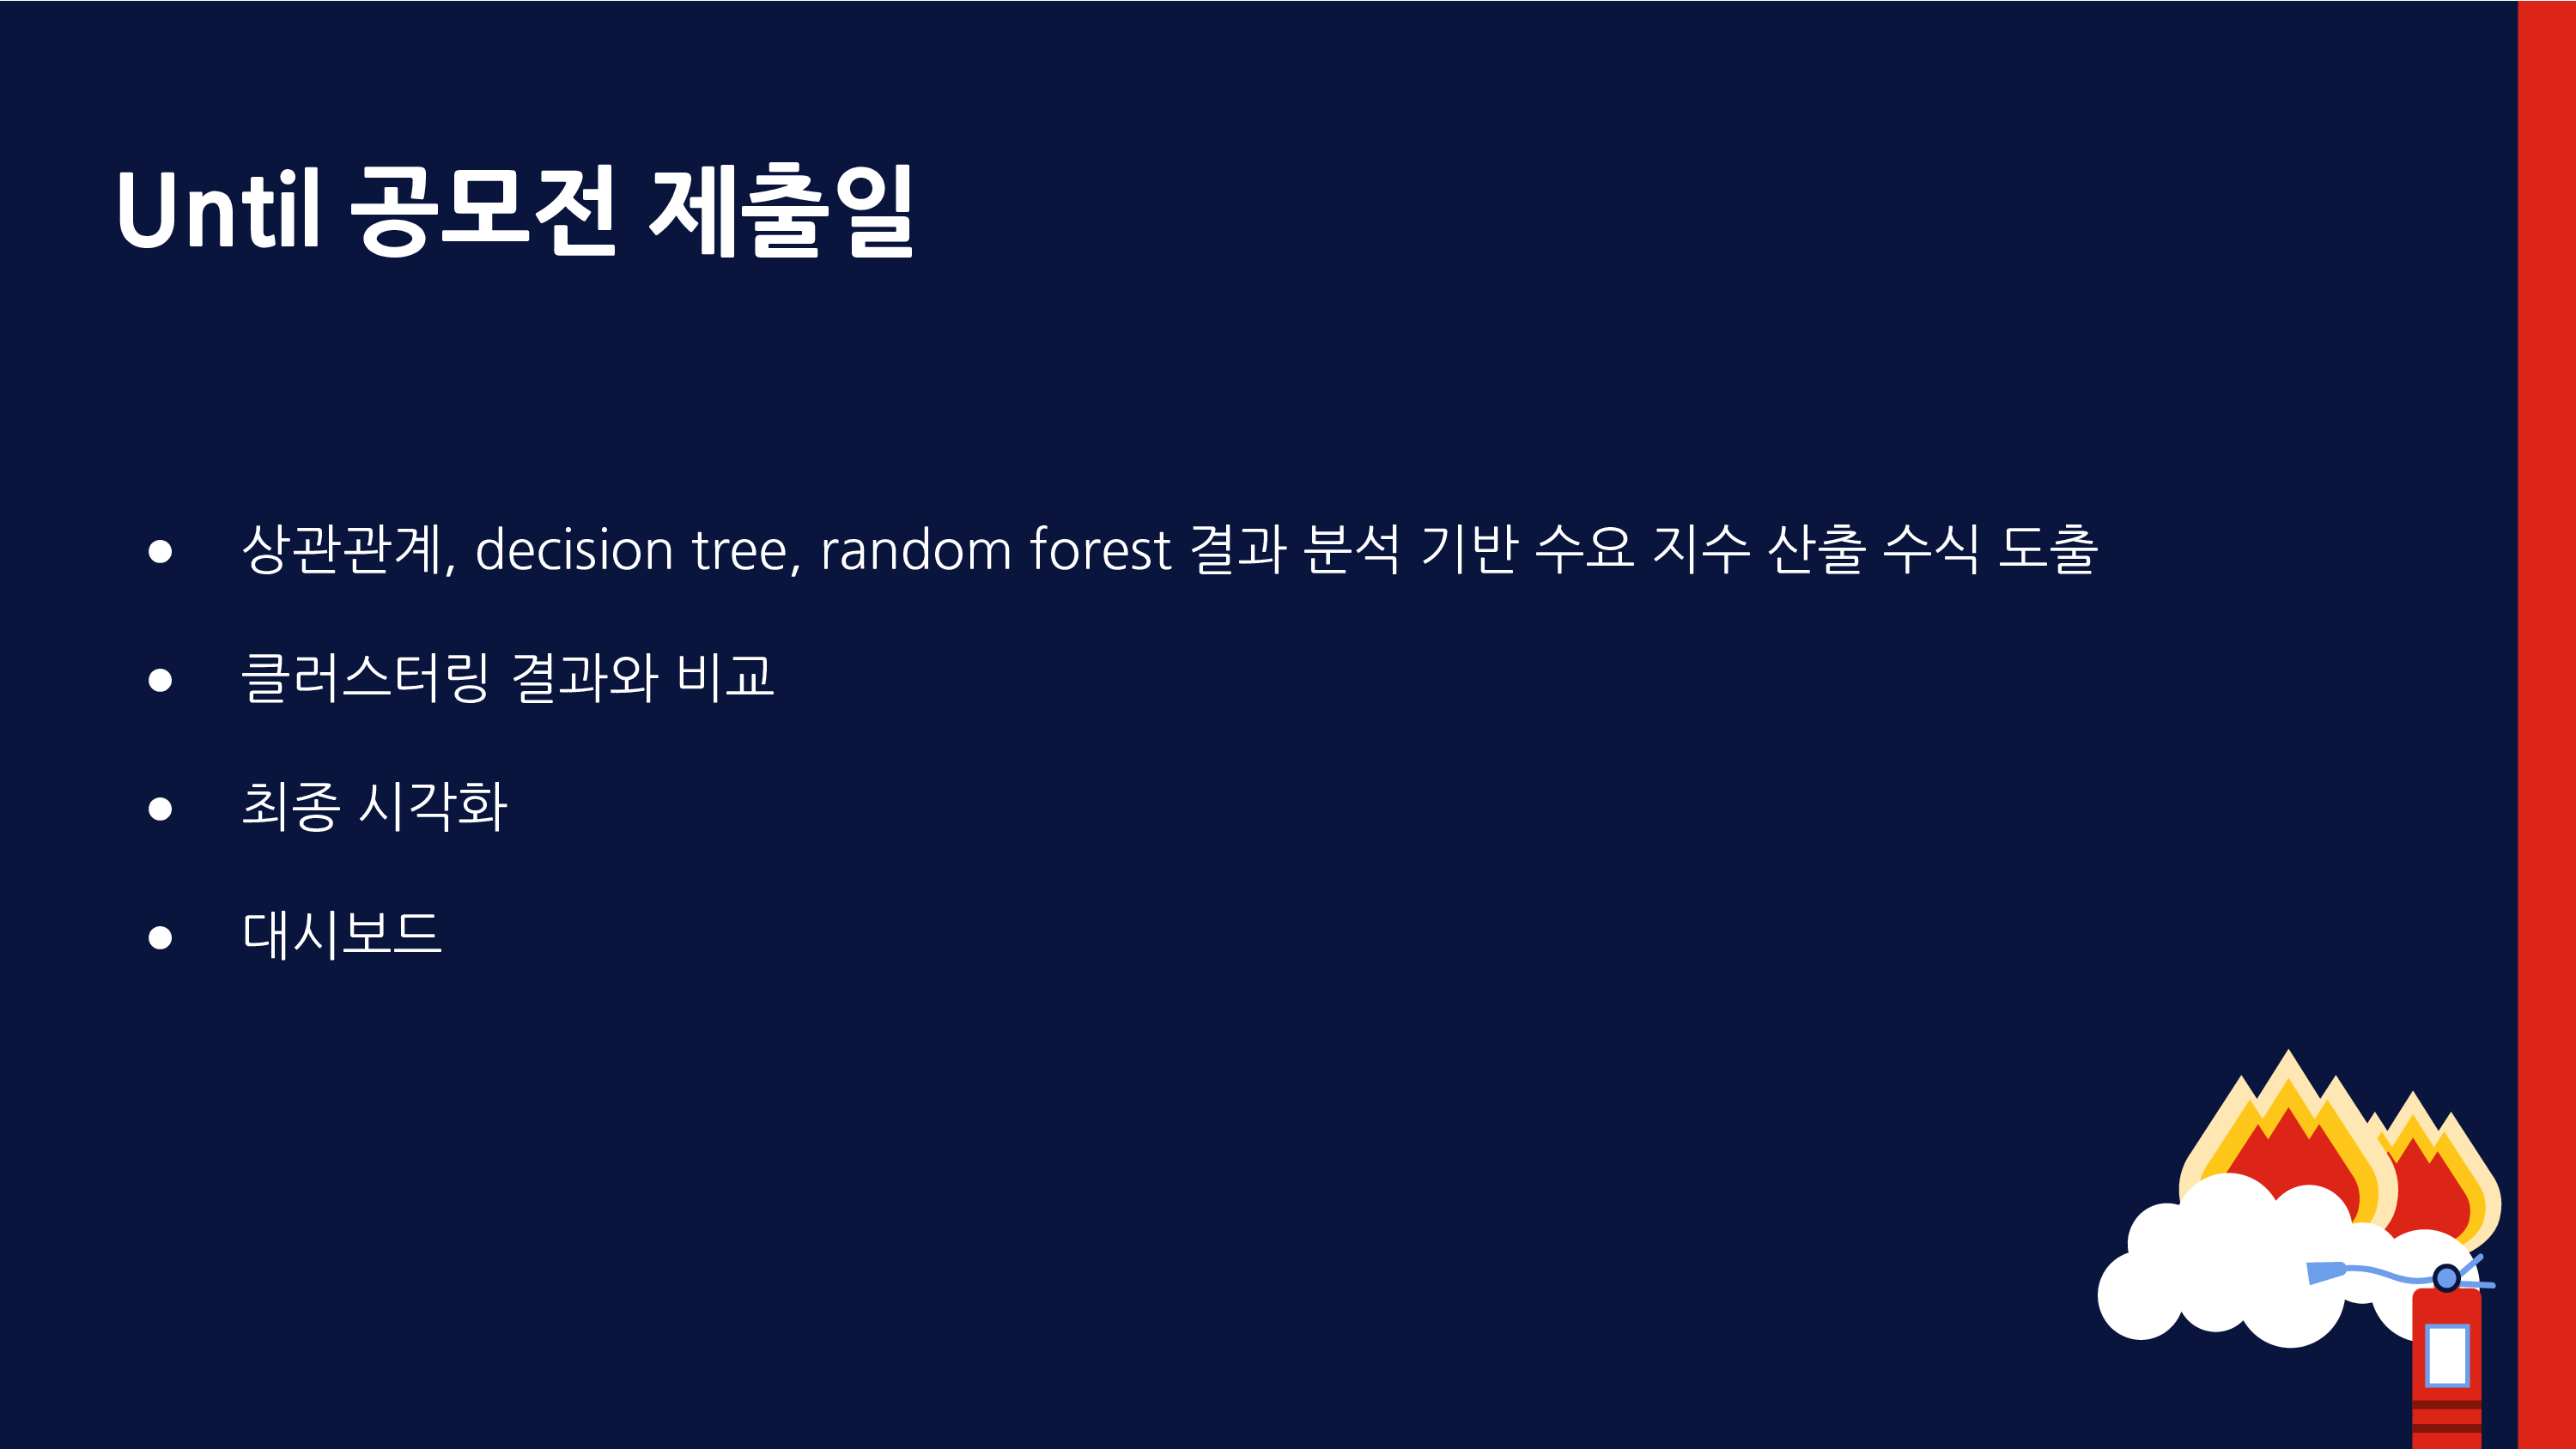 Until 공모전 제출일
● 상관관계, decision tree, random forest 결과 분석 기반 수요 지수 산출 수식 도출
● 클러스터링 결과와 비교
● 최종 시각화
● 대시보드